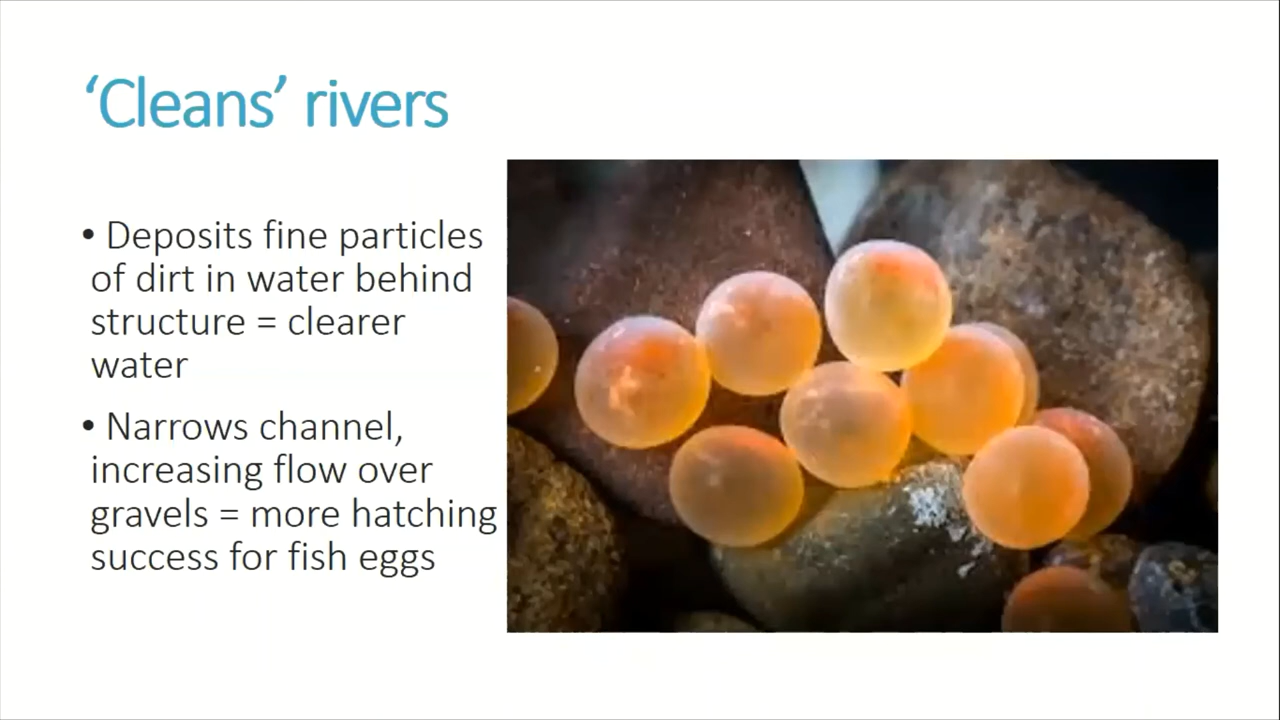 ‘Cleans’ rivers
• Deposits fine particles
of dirt in water behind
structure = clearer
water
• Narrows channel,
increasing flow over
gravels = more hatching
success for fish eggs